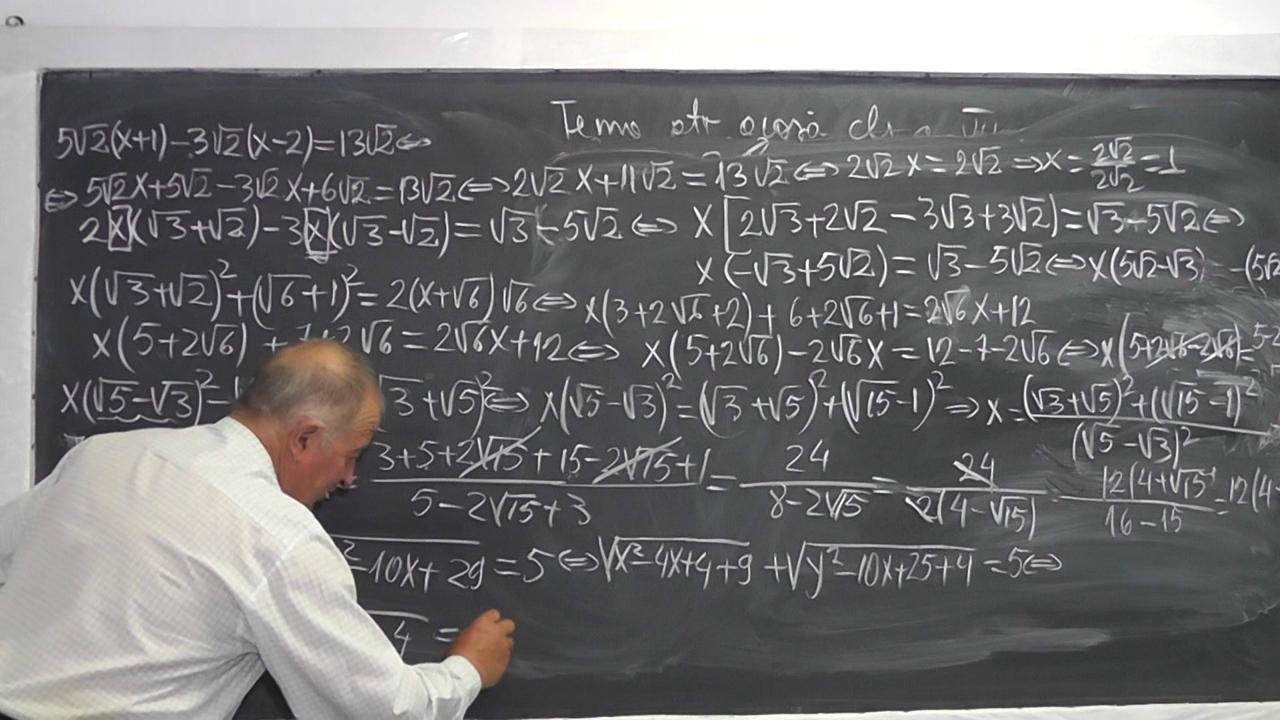 Temă
5√2(x+1)-3√2(x-2)=13√2⇔
⇔ 5√2x+5√2-3√2x+6√2=13√2⇔2√2x+11√2=13√2⇔2√2x=2√2⇒x=2√2/2√2=1
2x(√3+√2)-3x(√3-√2)=√3-5√2⇔ x[2√3+2√2-3√3+3√2)=√3-5√2⇔
x(-√3+5√2)=√3-5√2⇔x(5√2-√3)=-(5√2
x(√3+√2)²+(√6+1)²=2(x+√6)√6⇔x(3+2√6+2)+6+2√6+1=2√6x+12
x(5+2√6)+7+2√6=2√6x+12⇔ x(5+2√6)-2√6x=12-7-2√6⇔x(5+2√6-2√6)=5-2
x(√5-√3)²- √3+√5)²⇔x(√5-√3)²=(√3+√5)²+(√15-1)²⇒x=(√3+√5)²+(√15-1)²/(√5-√3)²
3+5+2√15+15-2√15+1/5-2√15+3=24/8-2√15=24/2(4-√15)=12(4+√15)/16-15=12(4-
²-10x+29=5⇔√x²-4x+4+9+√y²-10x+25+4=5⇔
4=